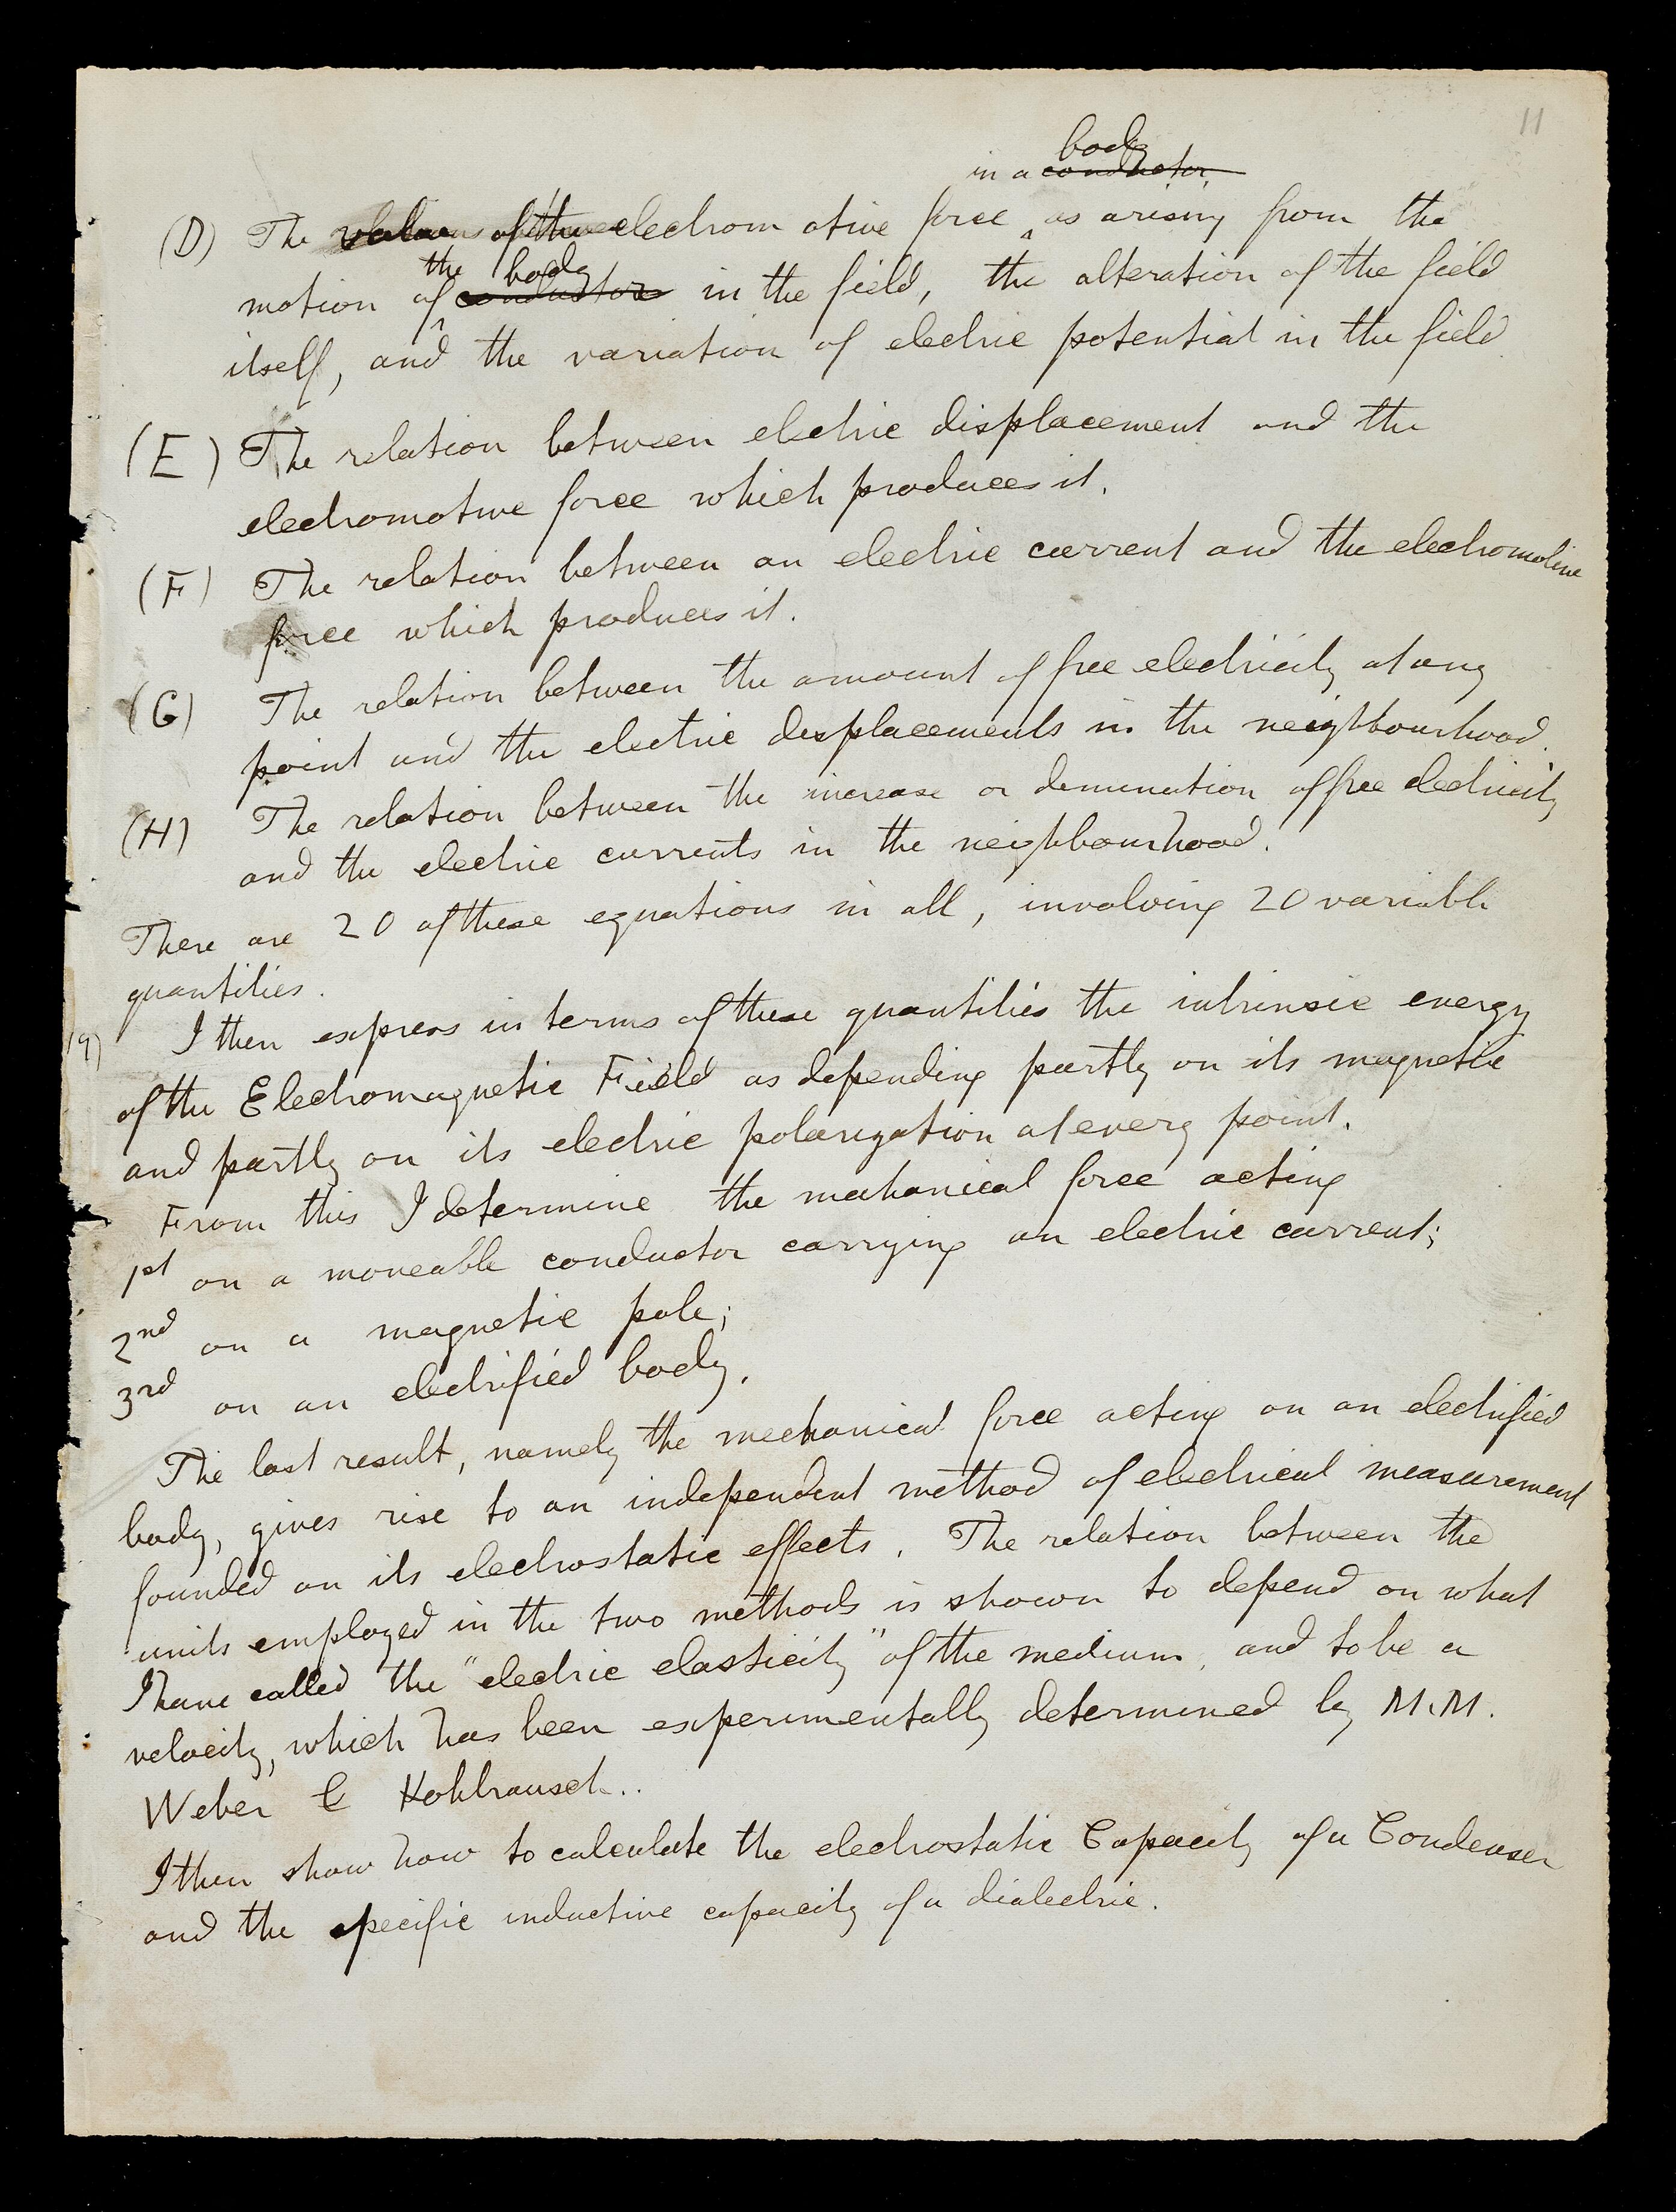 11
body
in a conductor
(D) The values of the electromotive force as arising from the
the body
motion of conductor in the field, the alteration of the field
itself, and the variation of electric potential in the field
(E) The relation between electric displacement and the
electromotive force which produces it.
(F) The relation between an electric current and the electromotive
force which produces it.
(G) The relation between the amount of free electricity at any
point and the electric displacements in the neighbourhood.
(H) The relation between the increase or deminution of free electricity
and the electric currents in the neighbourhood.
There are 20 of these equations in all, involving 20 variable
quantities.
19) I then express in terms of these quantities the intrinsic energy
of the Electromagnetic Field as depending partly on its magnetic
and partly on its electric polarization at every point.
From this I determine the mechanical force acting
1st on a moveable conductor carrying an electric current;
2nd on a magnetic pole;
3rd on an electrified body.
The last result, namely the mechanical force acting on an electrified
body, gives rise to an independent method of electrical measurement
founded on its electrostatic effects. The relation between the
units employed in the two methods is shown to depend on what
I have called the "electric elasticity" of the medium, and to be a
velocity, which has been experimentally determined by M.M.
Weber & Kohlrausch..
I then show how to calculate the electrostatic Capacity of a Condenser
and the specific inductive capacity of a dialectric.